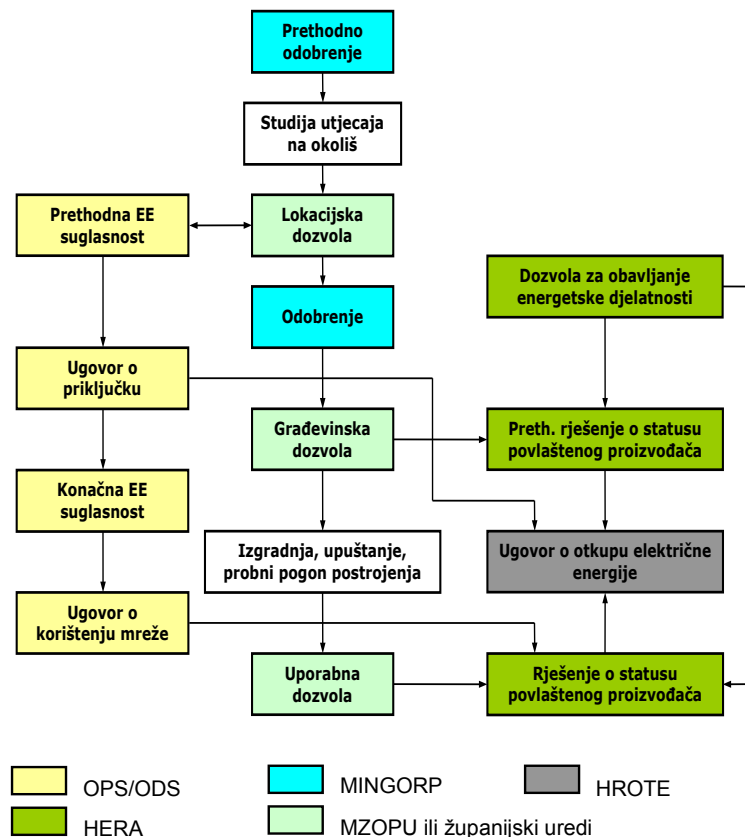 Prethodno
odobrenje
Studija utjecaja
na okoliš
Prethodna EE
suglasnost
Lokacijska
dozvola
Dozvola za obavljanje
energetske djelatnosti
Odobrenje
Ugovor o
priključku
Građevinska
dozvola
Preth. rješenje o statusu
povlaštenog proizvođača
Konačna EE
suglasnost
Izgradnja, upuštanje,
probni pogon postrojenja
Ugovor o otkupu električne
energije
Ugovor o
korištenju mreže
Uporabna
dozvola
Rješenje o statusu
povlaštenog proizvođača
OPS/ODS
MINGORP
HROTE
HERA
MZOPU ili županijski uredi